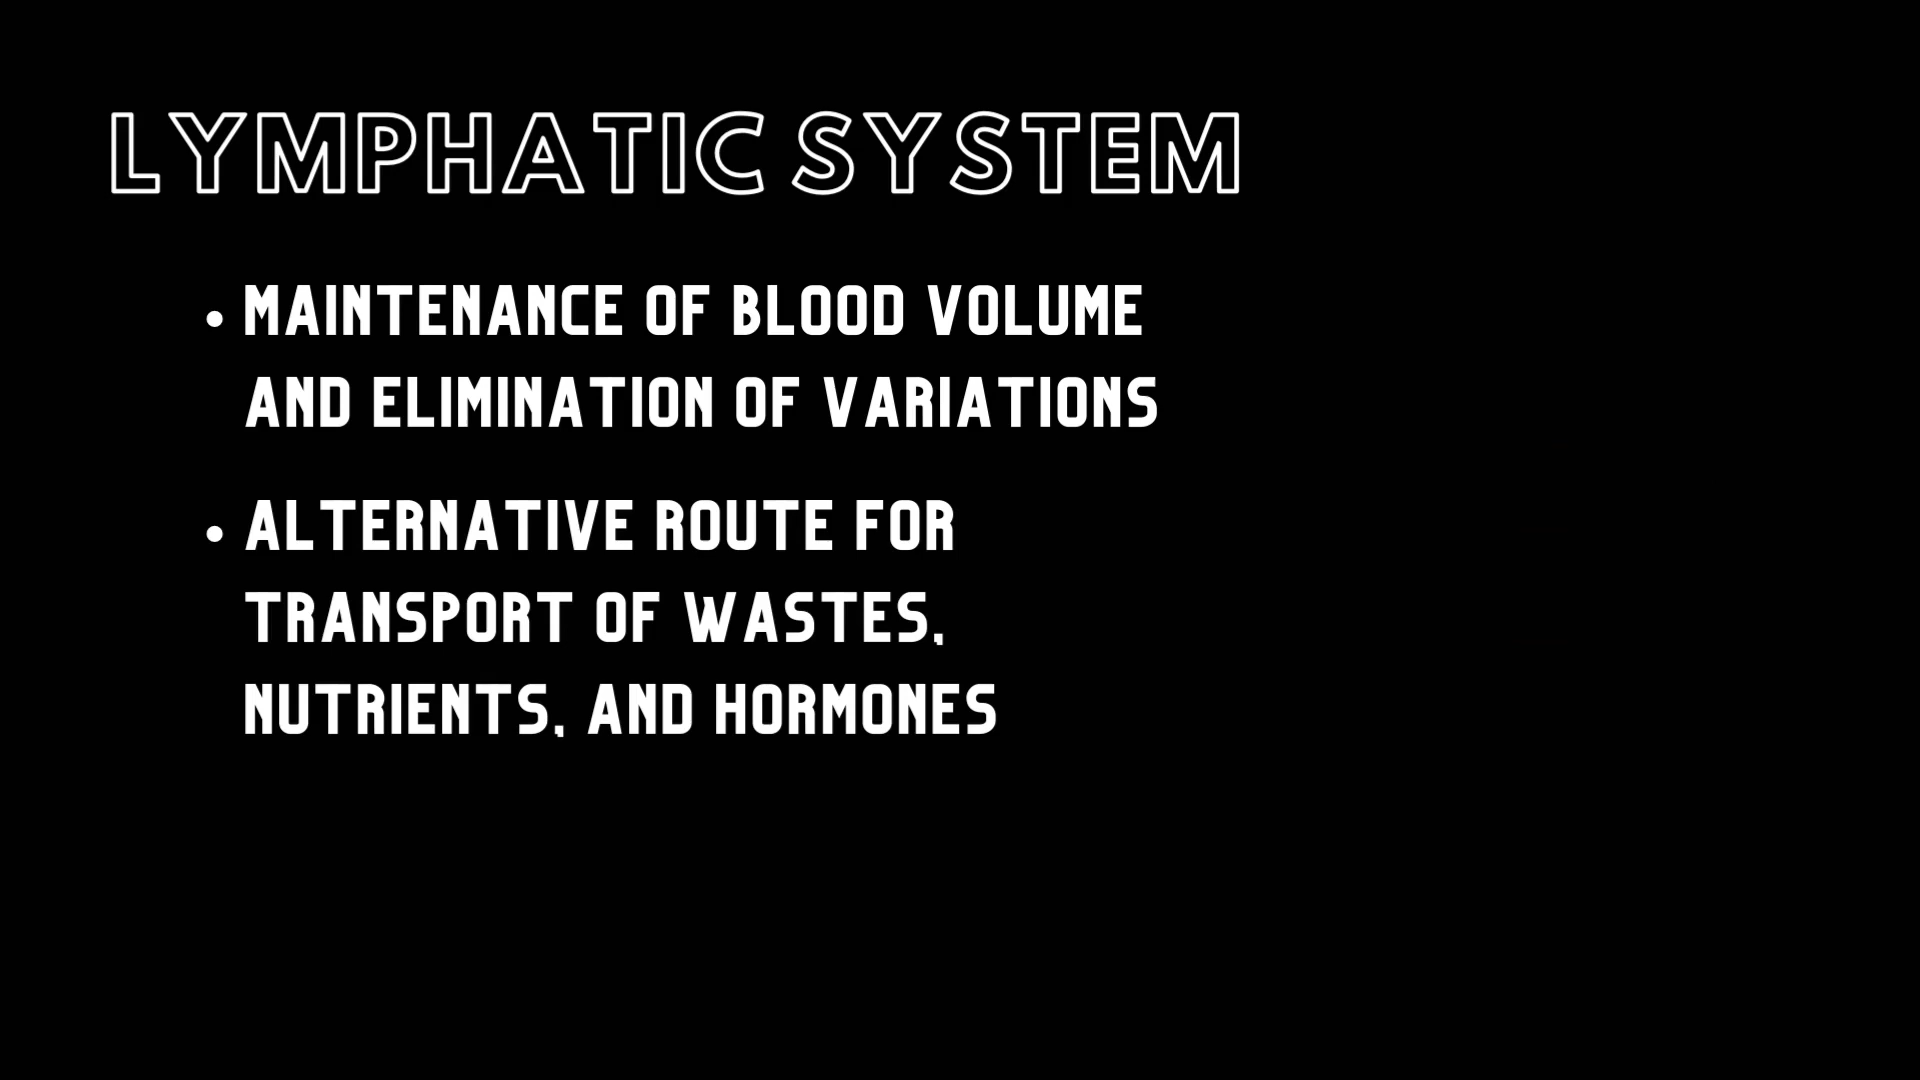 LYMPHATIC SYSTEM
• MAINTENANCE OF BLOOD VOLUME
AND ELIMINATION OF VARIATIONS
• ALTERNATIVE ROUTE FOR
TRANSPORT OF WASTES,
NUTRIENTS, AND HORMONES